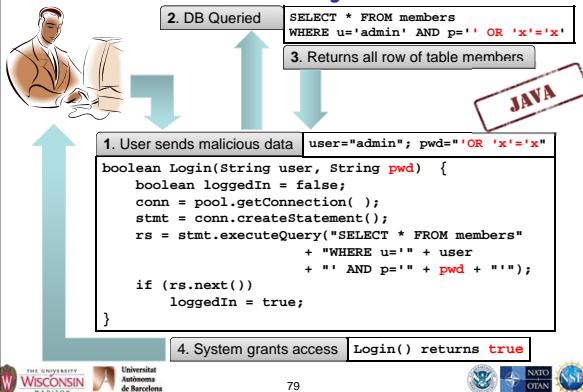 2. DB Queried
SELECT * FROM members
WHERE u='admin' AND p='' OR 'x'='x'
3. Returns all row of table members
JAVA
1. User sends malicious data
user="admin"; pwd="'OR 'x'='x"
boolean Login(String user, String pwd) {
boolean loggedIn = false;
conn = pool.getConnection( );
stmt = conn.createStatement();
rs = stmt.executeQuery("SELECT * FROM members"
+ "WHERE u='" + user
+ "' AND p='" + pwd + "'");
if (rs.next())
loggedIn = true;
}
4. System grants access
Login() returns true
THE UNIVERSITY
WISCONSIN
Universitat
Autònoma
de Barcelona
79
NATO
OTAN
NSF